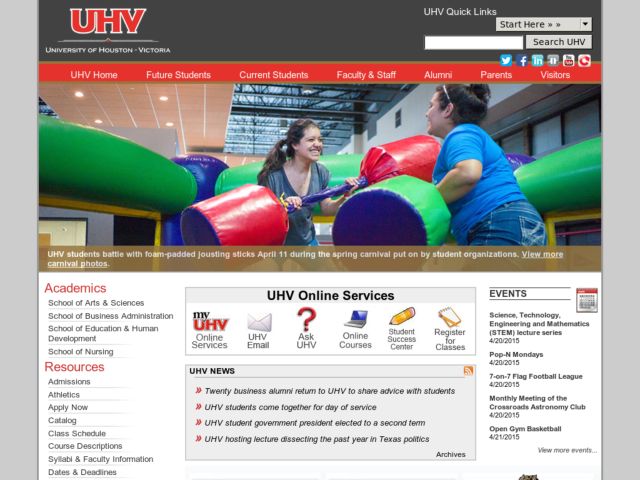 UHV
UNIVERSITY OF HOUSTON - VICTORIA
UHV Quick Links
Start Here » »
Search UHV
UHV Home Future Students Current Students Faculty & Staff Alumni Parents Visitors
UHV students battle with foam-padded jousting sticks April 11 during the spring carnival put on by student organizations. View more
carnival photos.
Academics
School of Arts & Sciences
School of Business Administration
School of Education & Human
Development
School of Nursing
Resources
Admissions
Athletics
Apply Now
Catalog
Class Schedule
Course Descriptions
Syllabi & Faculty Information
Dates & Deadlines
UHV Online Services
my
UHV
Online
Services
UHV
Email
Ask
UHV
Online
Courses
Student
Success
Center
Register
for
Classes
UHV NEWS
» Twenty business alumni return to UHV to share advice with students
» UHV students come together for day of service
» UHV student government president elected to a second term
» UHV hosting lecture dissecting the past year in Texas politics
Archives
EVENTS
Science, Technology,
Engineering and Mathematics
(STEM) lecture series
4/20/2015
Pop-N Mondays
4/20/2015
7-on-7 Flag Football League
4/20/2015
Monthly Meeting of the
Crossroads Astronomy Club
4/20/2015
Open Gym Basketball
4/21/2015
View more events...